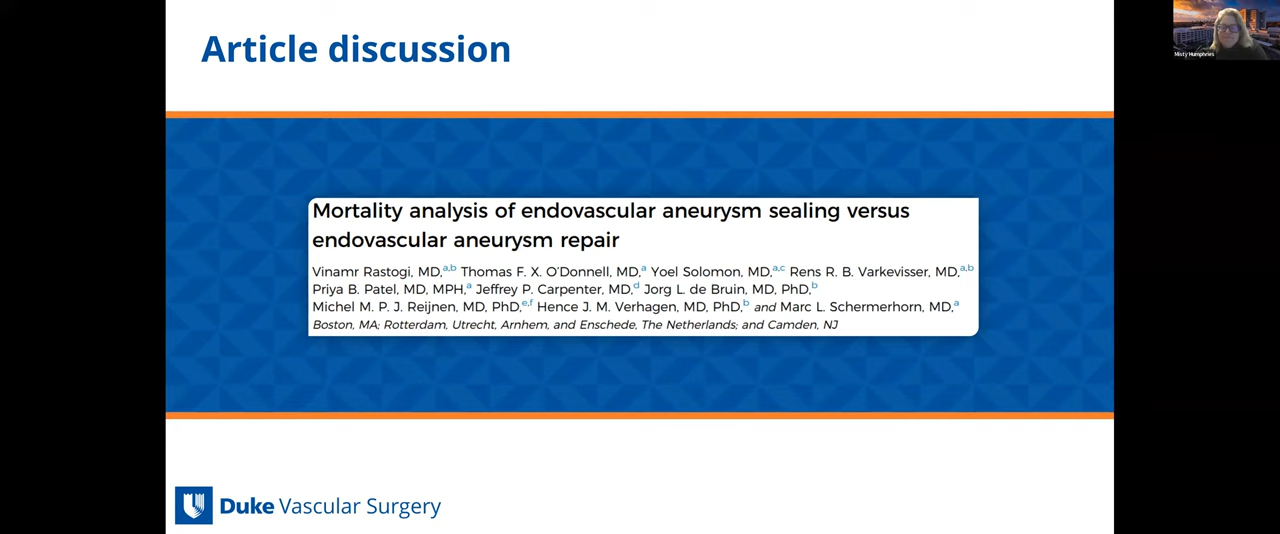 Article discussion
Misty Humphries
Mortality analysis of endovascular aneurysm sealing versus
endovascular aneurysm repair
Vinamr Rastogi, MD,a,b Thomas F. X. O'Donnell, MD,a Yoel Solomon, MD,a,c Rens R. B. Varkevisser, MD,a,b
Priya B. Patel, MD, MPH,a Jeffrey P. Carpenter, MD,d Jorg L. de Bruin, MD, PhD,b
Michel M. P. J. Reijnen, MD, PhD,e,f Hence J. M. Verhagen, MD, PhD,b and Marc L. Schermerhorn, MD,a
Boston, MA; Rotterdam, Utrecht, Arnhem, and Enschede, The Netherlands; and Camden, NJ
Duke Vascular Surgery